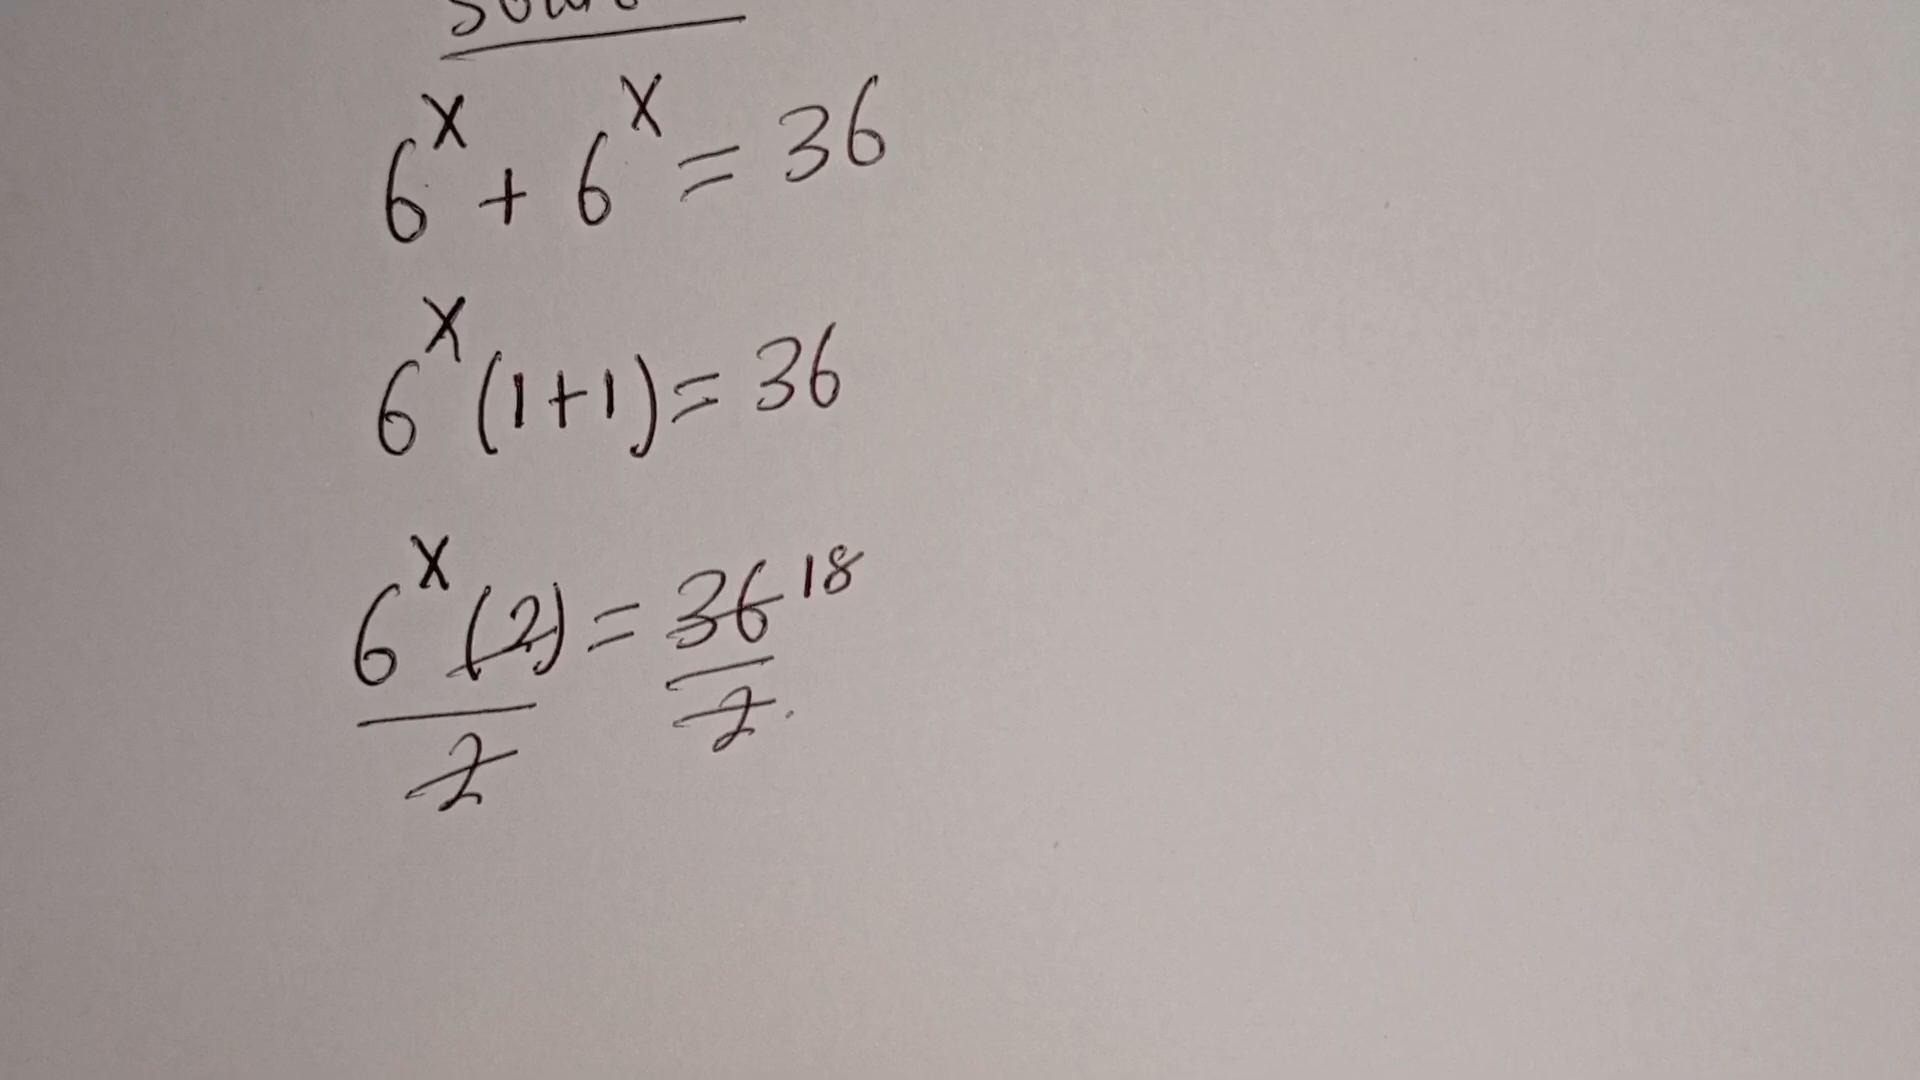 6^x + 6^x = 36
6^x (1+1) = 36
6^x (2) = 36 18
2 2